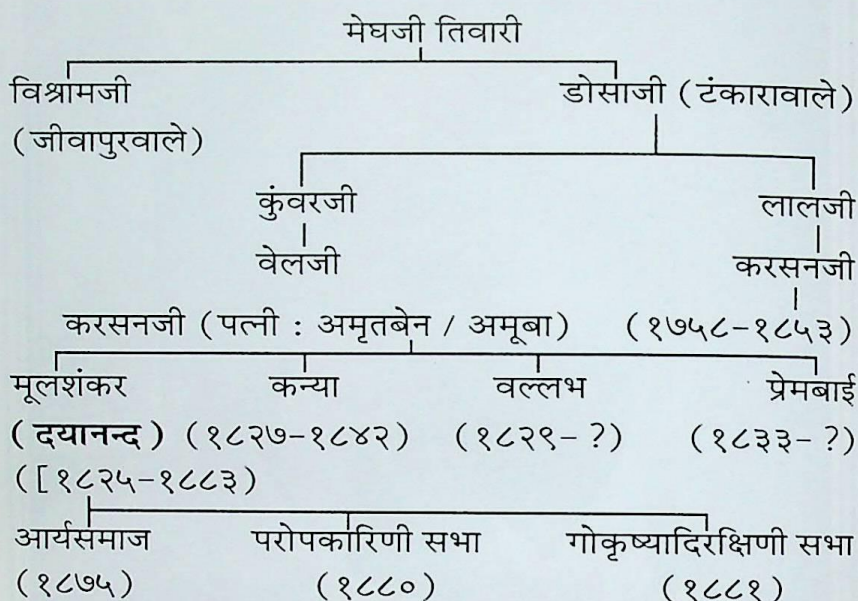 मेघजी तिवारी
विश्रामजी डोसाजी (टंकारावाले)
(जीवापुरवाले)
कुंवरजी लालजी
वेलजी करसनजी
करसनजी (पत्नी : अमृतबेन / अमूबा) (१७५८-१८५३)
मूलशंकर कन्या वल्लभ प्रेमबाई
(दयानन्द) (१८२७-१८४२) (१८२९- ?) (१८३३- ?)
([१८२५-१८८३)
आर्यसमाज परोपकारिणी सभा गोकृष्यादिरक्षिणी सभा
(१८७५) (१८८०) (१८८१)